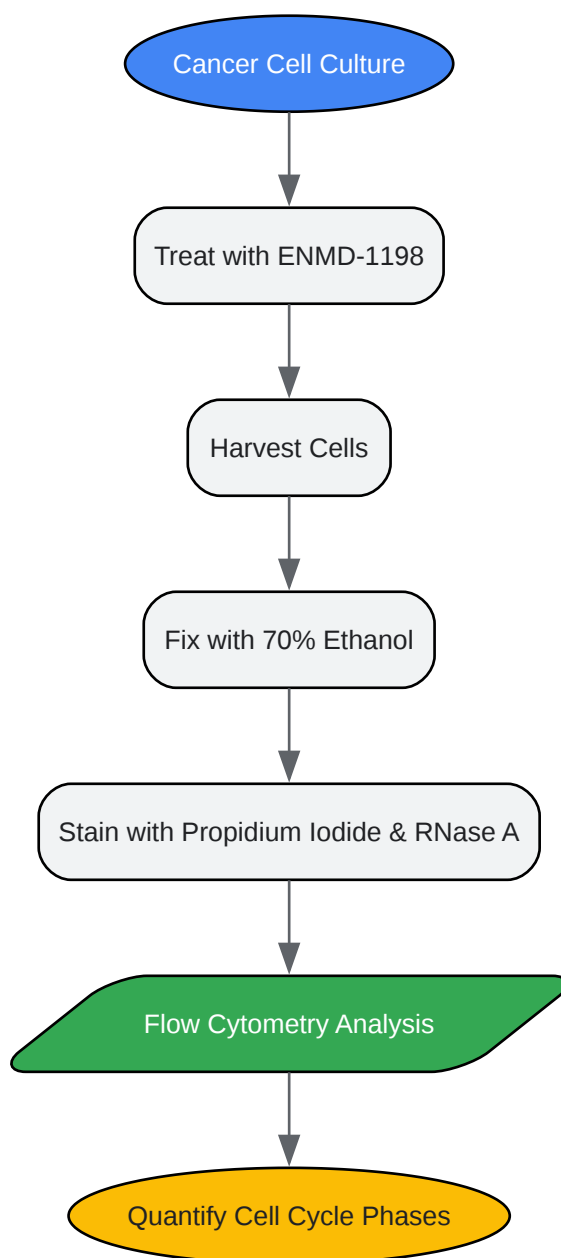 Cancer Cell Culture
Treat with ENMD-1198
Harvest Cells
Fix with 70% Ethanol
Stain with Propidium Iodide & RNase A
Flow Cytometry Analysis
Quantify Cell Cycle Phases